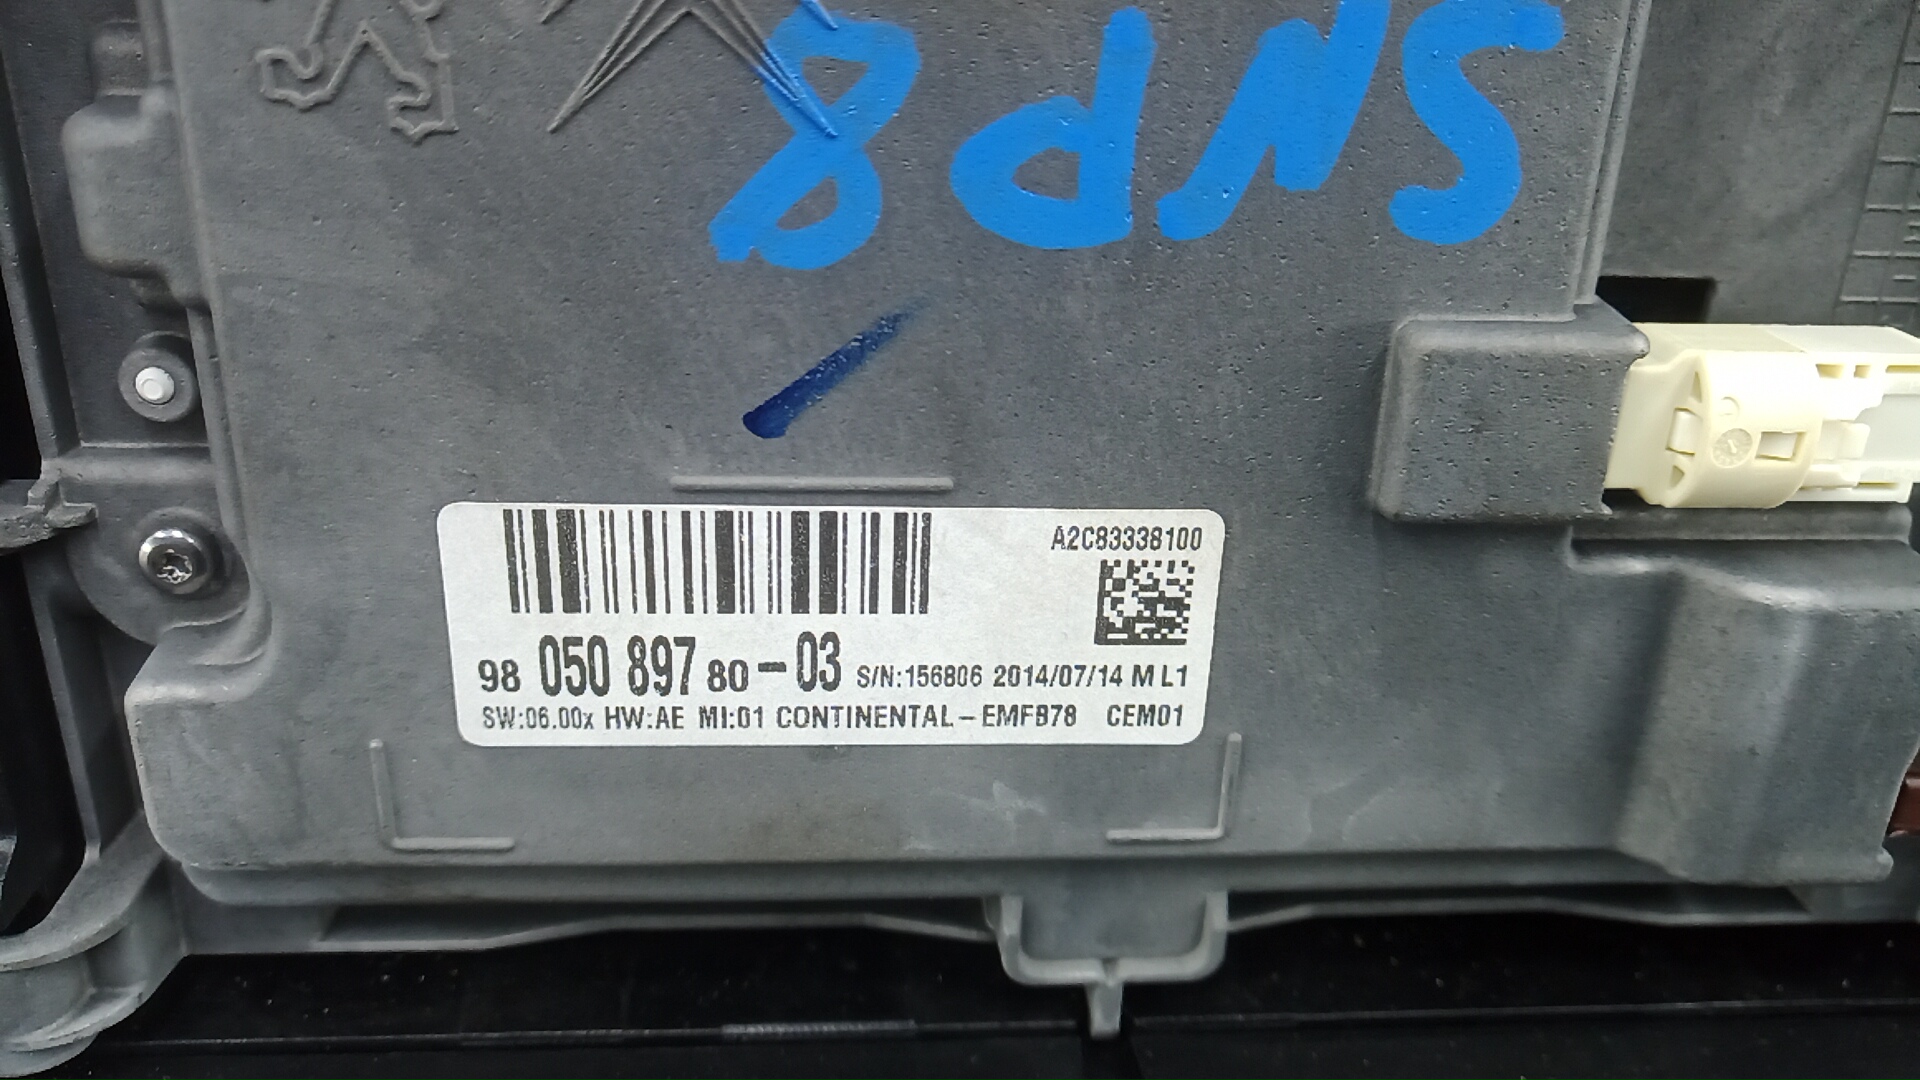 SNP8
A2C83338100
98 050 897 80-03 S/N:156806 2014/07/14 M L1
SW:06.00x HW:AE MI:01 CONTINENTAL-EMFB78 CEM01